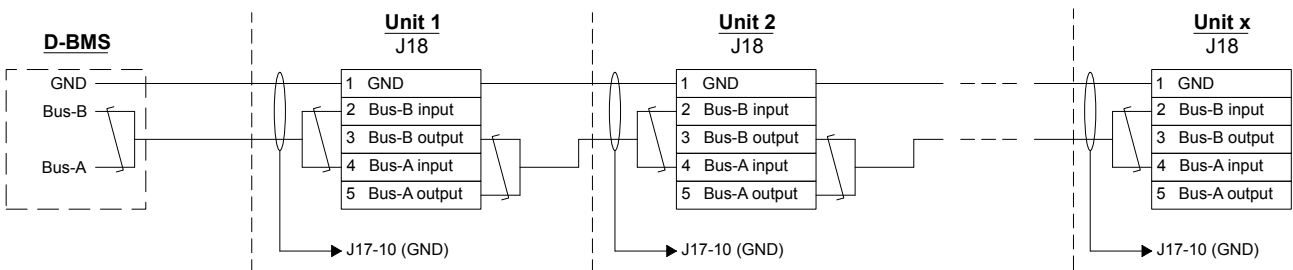 D-BMS
GND
Bus-B
Bus-A
Unit 1
J18
1 GND
2 Bus-B input
3 Bus-B output
4 Bus-A input
5 Bus-A output
J17-10 (GND)
Unit 2
J18
1 GND
2 Bus-B input
3 Bus-B output
4 Bus-A input
5 Bus-A output
J17-10 (GND)
Unit x
J18
1 GND
2 Bus-B input
3 Bus-B output
4 Bus-A input
5 Bus-A output
J17-10 (GND)